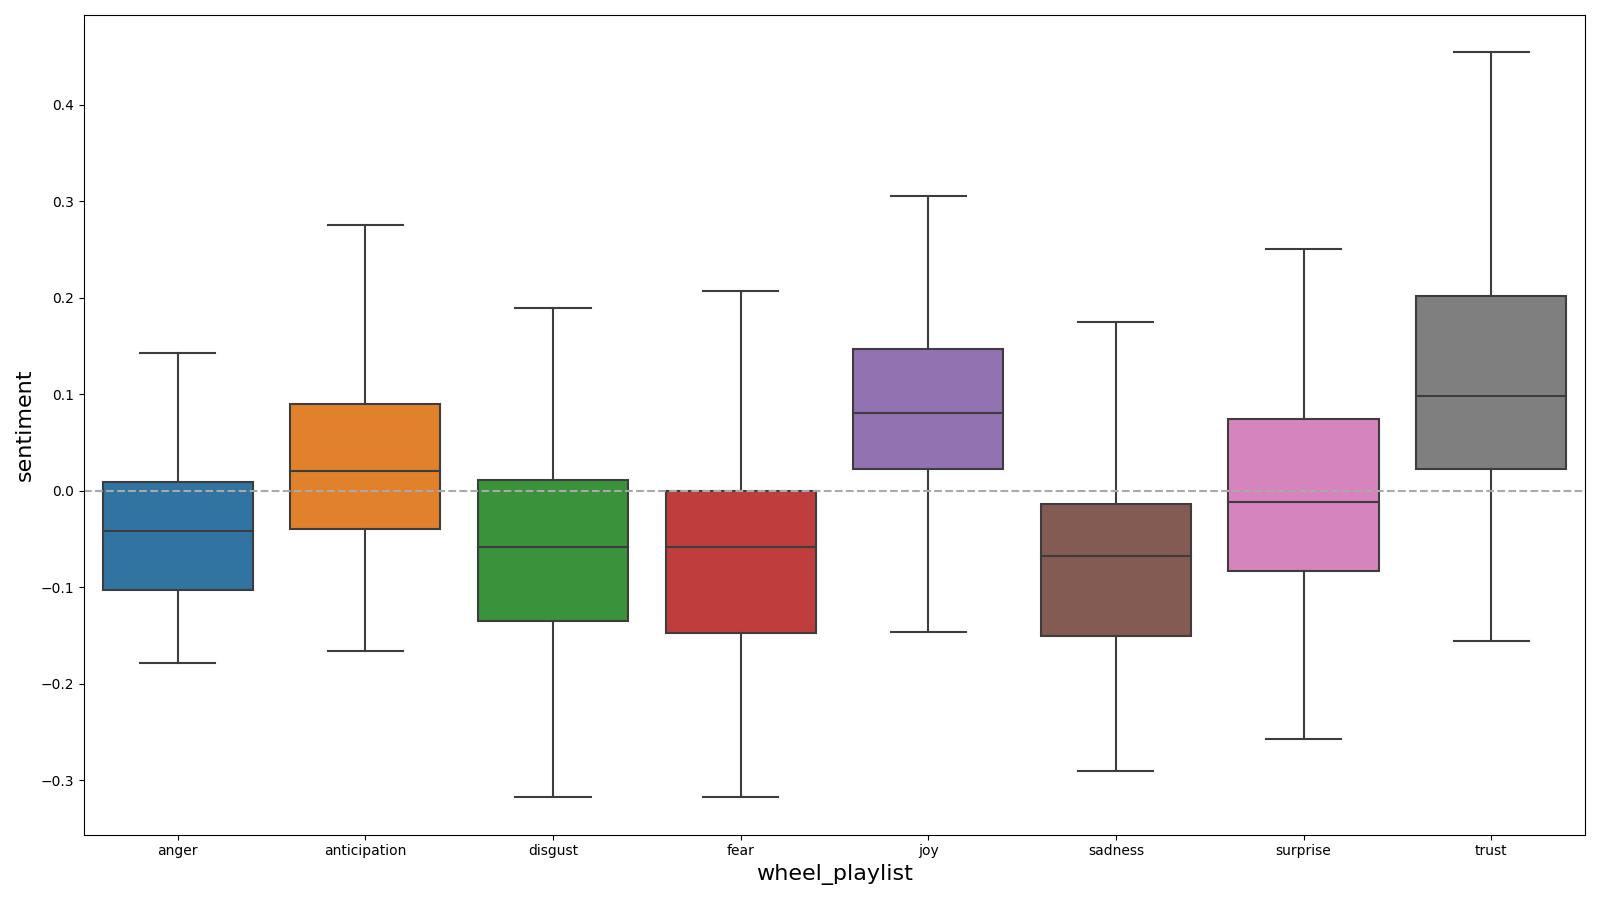 sentiment
0.4
0.3
0.2
0.1
0.0
−0.1
−0.2
−0.3
anger anticipation disgust fear joy sadness surprise trust
wheel_playlist